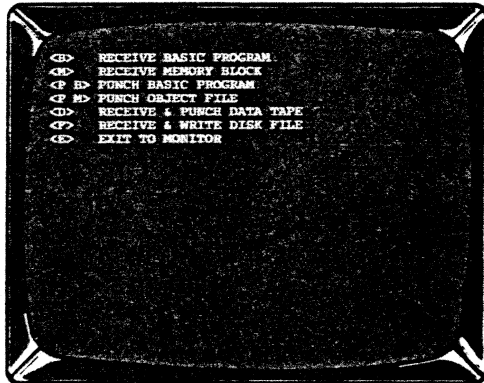 <B> RECEIVE BASIC PROGRAM
<M> RECEIVE MEMORY BLOCK
<P B> PUNCH BASIC PROGRAM
<P M> PUNCH OBJECT FILE
<D> RECEIVE & PUNCH DATA TAPE
<F> RECEIVE & WRITE DISK FILE
<E> EXIT TO MONITOR